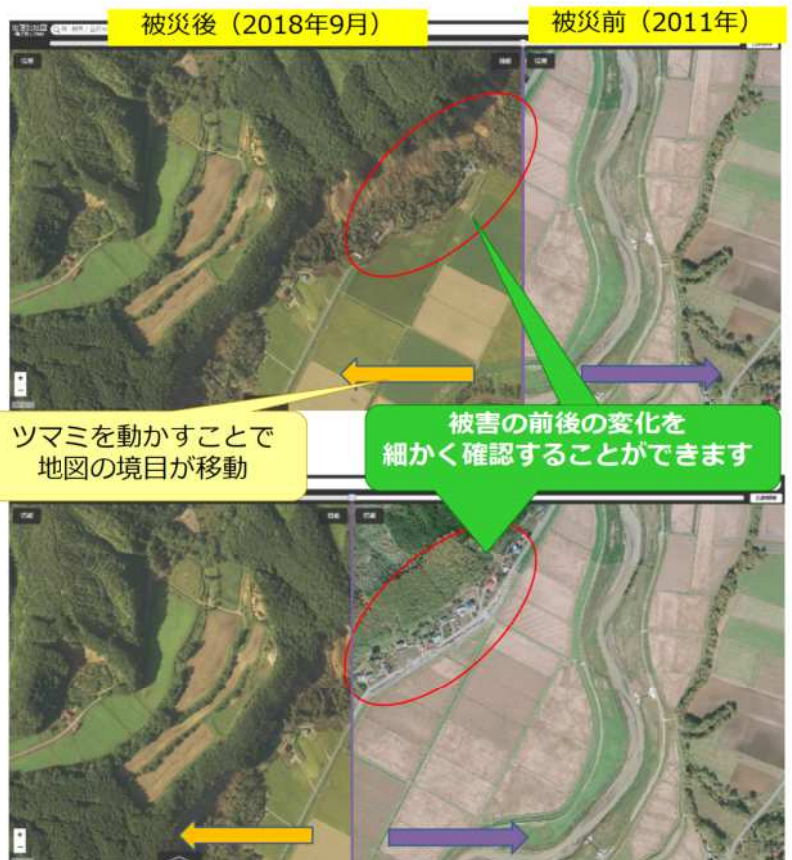 被災後（2018年9月）
被災前（2011年）
ツマミを動かすことで
地図の境目が移動
被害の前後の変化を
細かく確認することができます